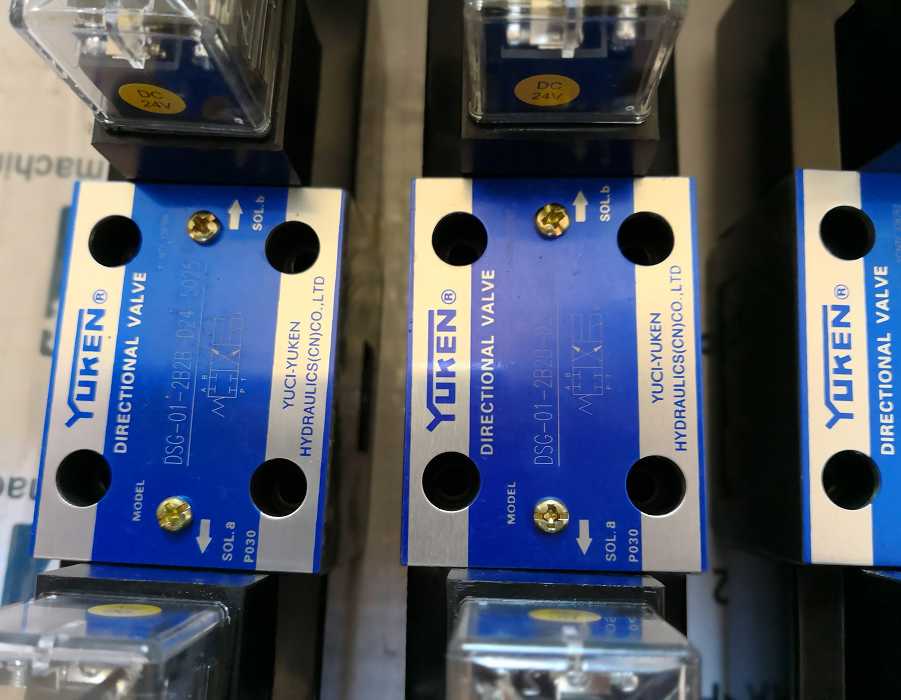 DC
24V
DC
24V
machin
YUKEN®
DIRECTIONAL VALVE
SOL.b
DSG-01-2B2B-D24
A B
P T
YUCI-YUKEN
HYDRAULICS(CN)CO.,LTD
MODEL
SOL.a
P030
YUKEN®
DIRECTIONAL VALVE
SOL.b
DSG-01-2B2B
A B
P T
YUCI-YUKEN
HYDRAULICS(CN)CO.,LTD
MODEL
SOL.a
P030
YUKEN®
DIRECTIONAL VALVE